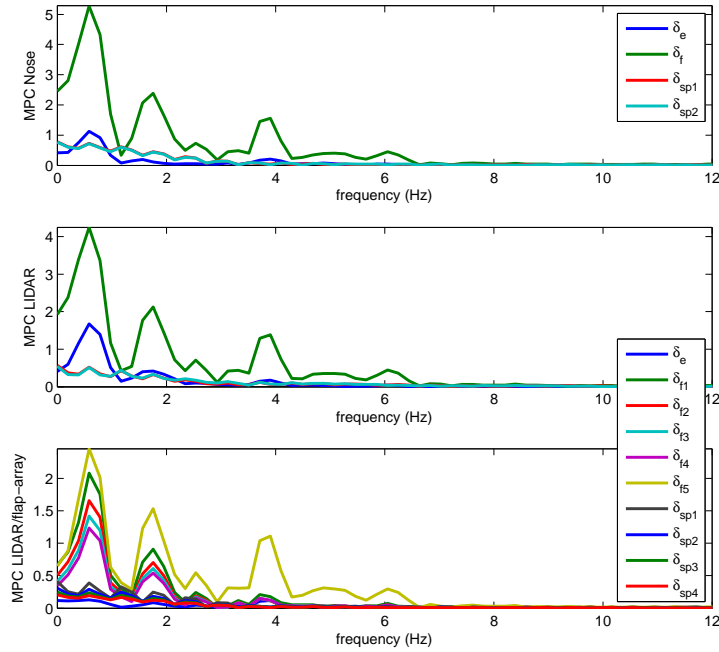 5
4
3
2
1
0
0 2 4 6 8 10 12
MPC Nose
frequency (Hz)
δe
δf
δsp1
δsp2
4
3
2
1
0
0 2 4 6 8 10 12
MPC LIDAR
frequency (Hz)
2
1.5
1
0.5
0
0 2 4 6 8 10 12
MPC LIDAR/flap−array
frequency (Hz)
δe
δf1
δf2
δf3
δf4
δf5
δsp1
δsp2
δsp3
δsp4